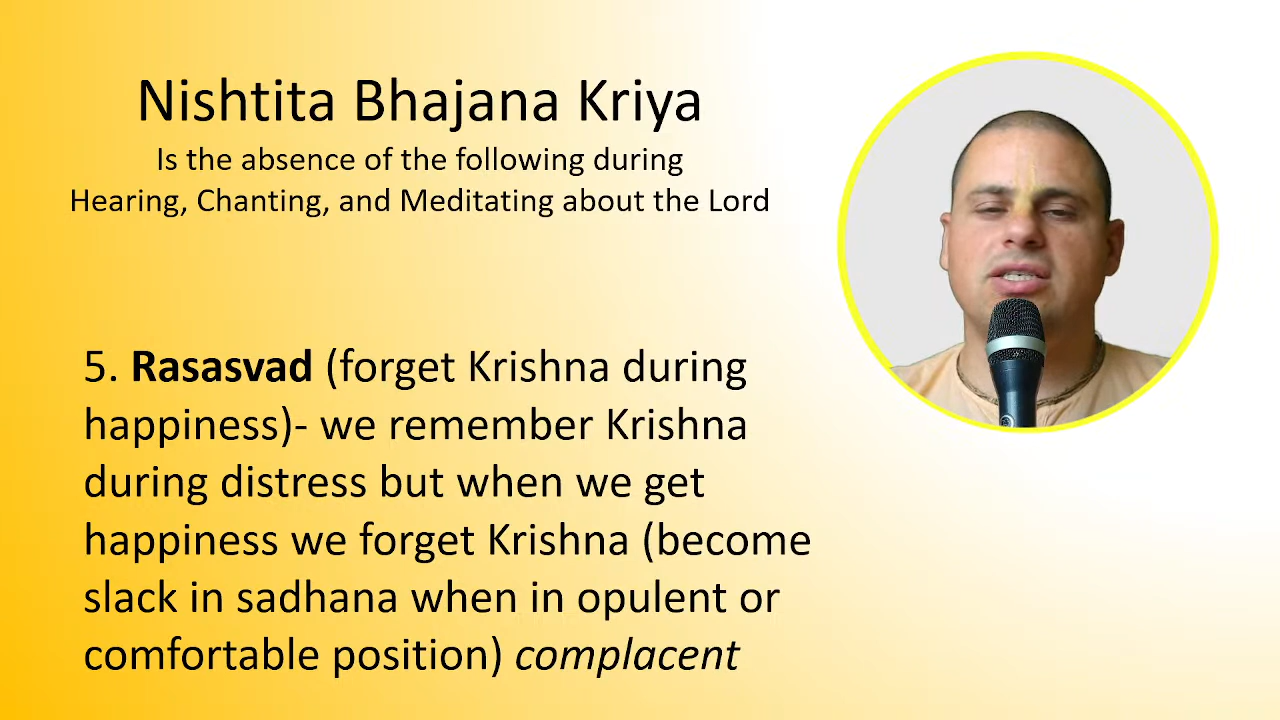 Nishtita Bhajana Kriya
Is the absence of the following during
Hearing, Chanting, and Meditating about the Lord
5. Rasasvad (forget Krishna during
happiness)- we remember Krishna
during distress but when we get
happiness we forget Krishna (become
slack in sadhana when in opulent or
comfortable position) complacent